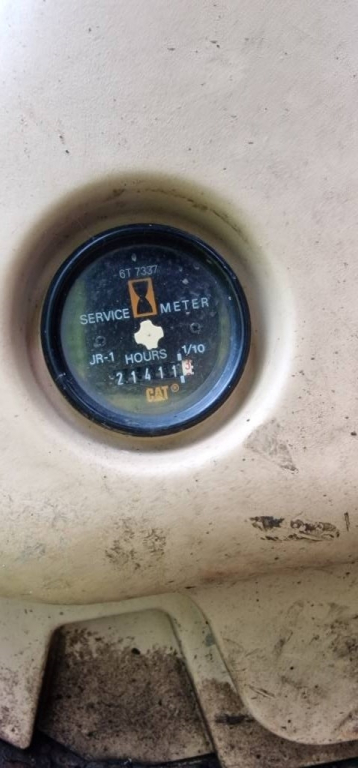 6T 7337
SERVICE METER
JR-1 HOURS 1/10
21411
CAT®